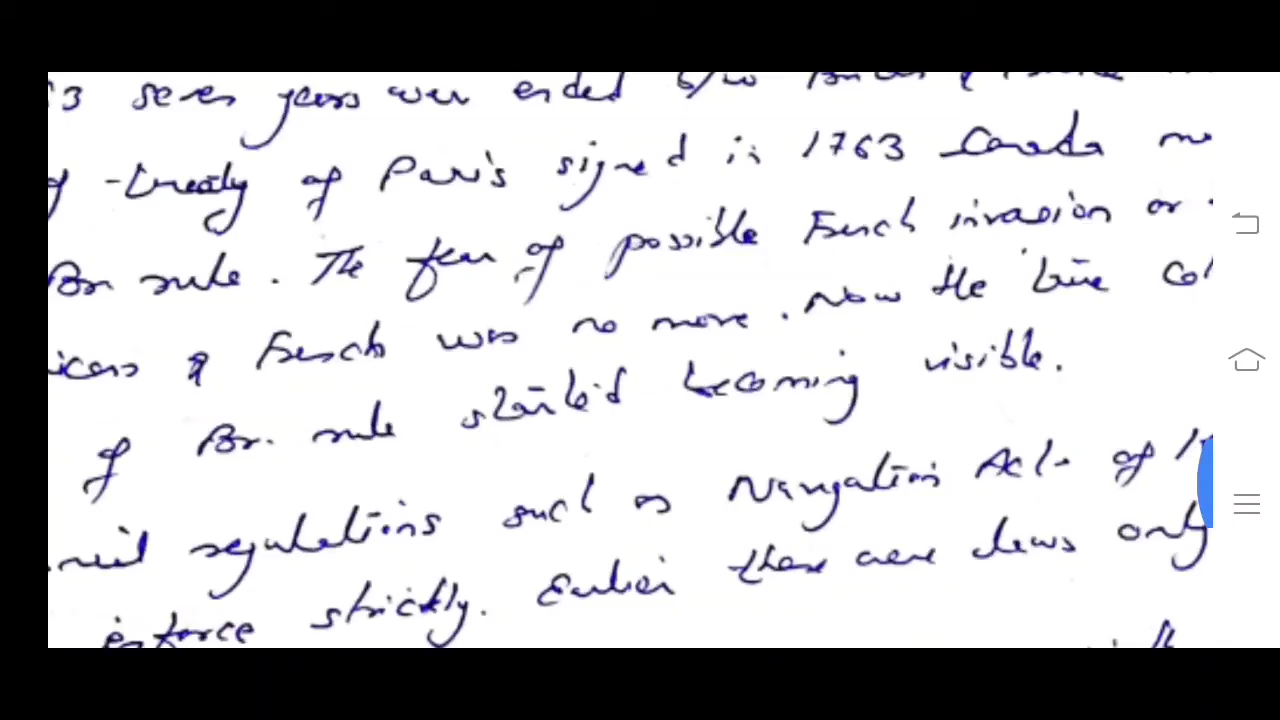 seven years war ended b/w
treaty of Paris signed in 1763 Canada
Br. rule. The fear of possible French invasion or
French was no more. Now the true
of Br. rule started becoming visible.
regulations such as Navigation Act of
enforce strictly. Earlier these were laws only